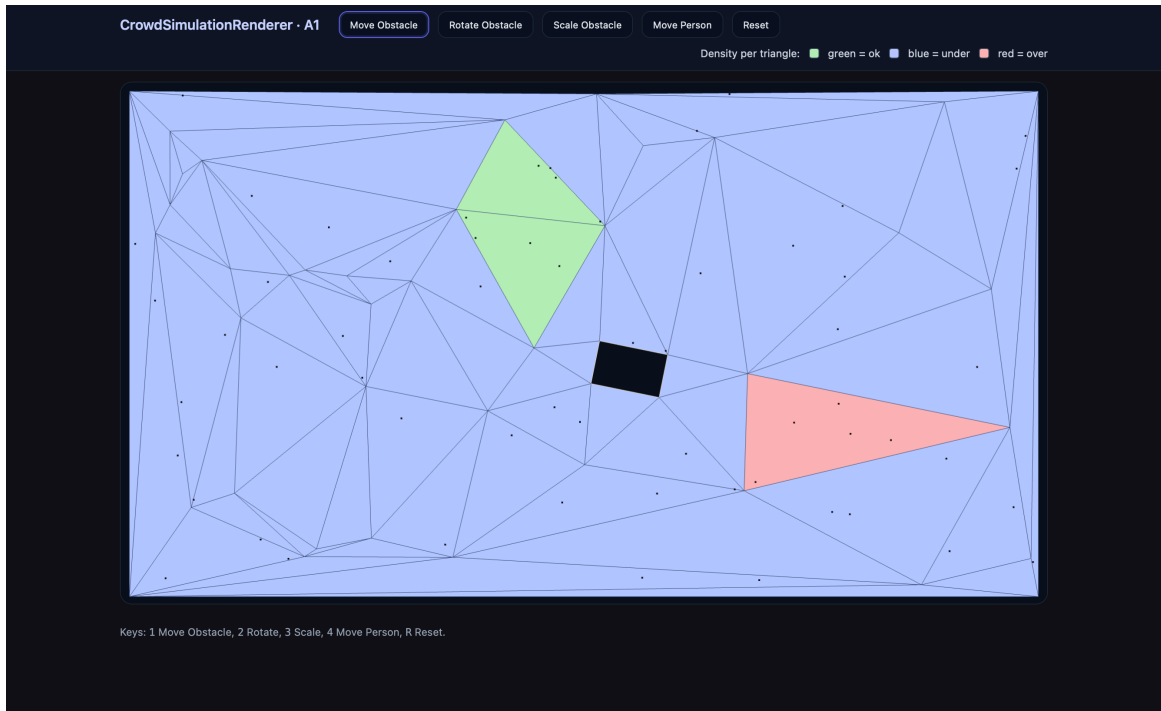 CrowdSimulationRenderer · A1
Move Obstacle
Rotate Obstacle
Scale Obstacle
Move Person
Reset
Density per triangle: green = ok blue = under red = over
Keys: 1 Move Obstacle, 2 Rotate, 3 Scale, 4 Move Person, R Reset.